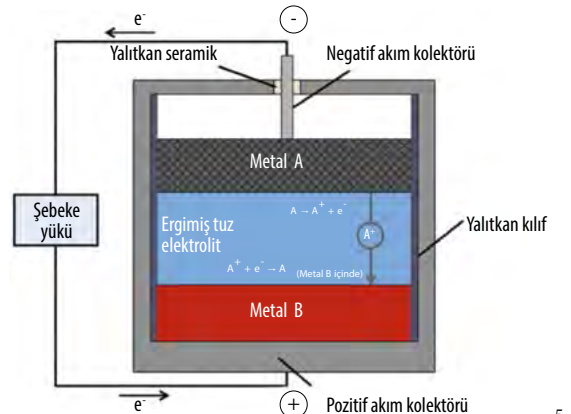 e⁻
-
Yalıtkan seramik
Negatif akım kolektörü
Metal A
Şebeke
yükü
Ergimiş tuz
elektrolit
A → A⁺ + e⁻
A⁺
Yalıtkan kılıf
A⁺ + e⁻ → A
(Metal B içinde)
Metal B
e⁻
+
Pozitif akım kolektörü
5